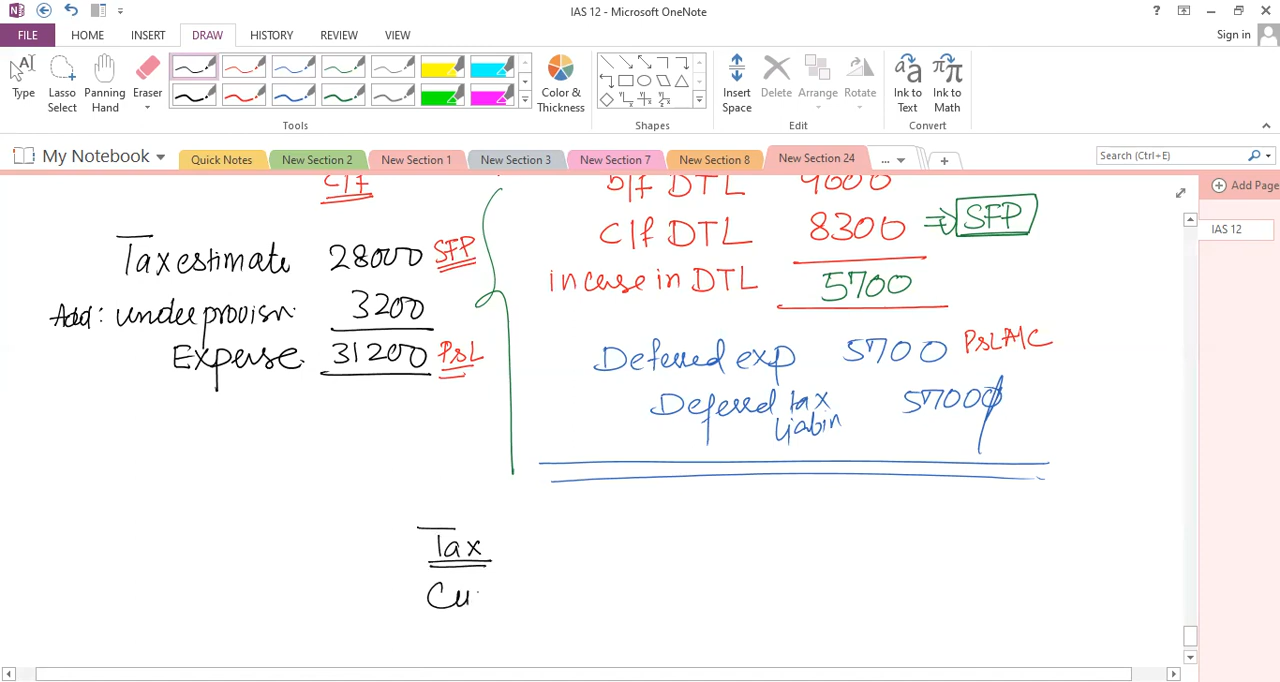 IAS 12 - Microsoft OneNote
Sign in
FILE HOME INSERT DRAW HISTORY REVIEW VIEW
Type
Lasso Select
Panning Hand
Eraser
Color & Thickness
Insert Space
Delete
Arrange
Rotate
Ink to Text
Ink to Math
Tools
Shapes
Edit
Convert
My Notebook
Quick Notes
New Section 2
New Section 1
New Section 3
New Section 7
New Section 8
New Section 24
...
Search (Ctrl+E)
Add Page
IAS 12
c/f
Tax estimate 28000 SFP
Add: underprovisn. 3200
Expense 31200 PsL
b/f DTL
c/f DTL 8300 ⇒ SFP
incease in DTL 5700
Deferred exp 5700 PsL A/C
Deferred tax 5700
Tax
Cu